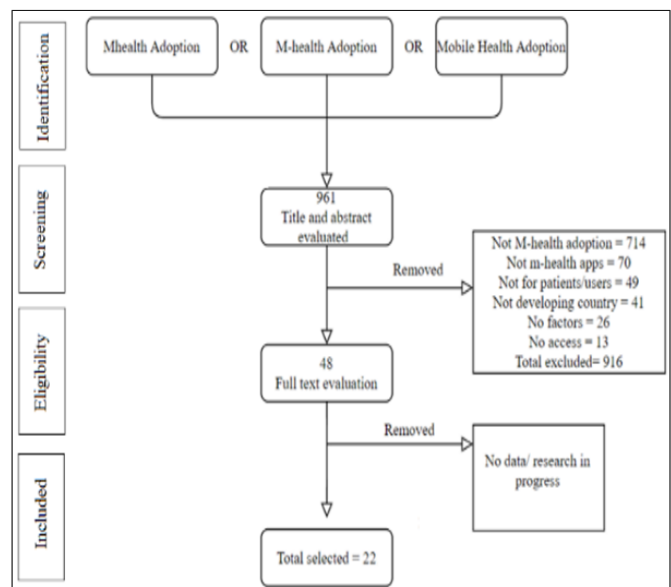 Identification
Mhealth Adoption
OR
M-health Adoption
OR
Mobile Health Adoption
Screening
961
Title and abstract
evaluated
Removed
Not M-health adoption = 714
Not m-health apps = 70
Not for patients/users = 49
Not developing country = 41
No factors = 26
No access = 13
Total excluded= 916
Eligibility
48
Full text evaluation
Removed
No data/ research in
progress
Included
Total selected = 22